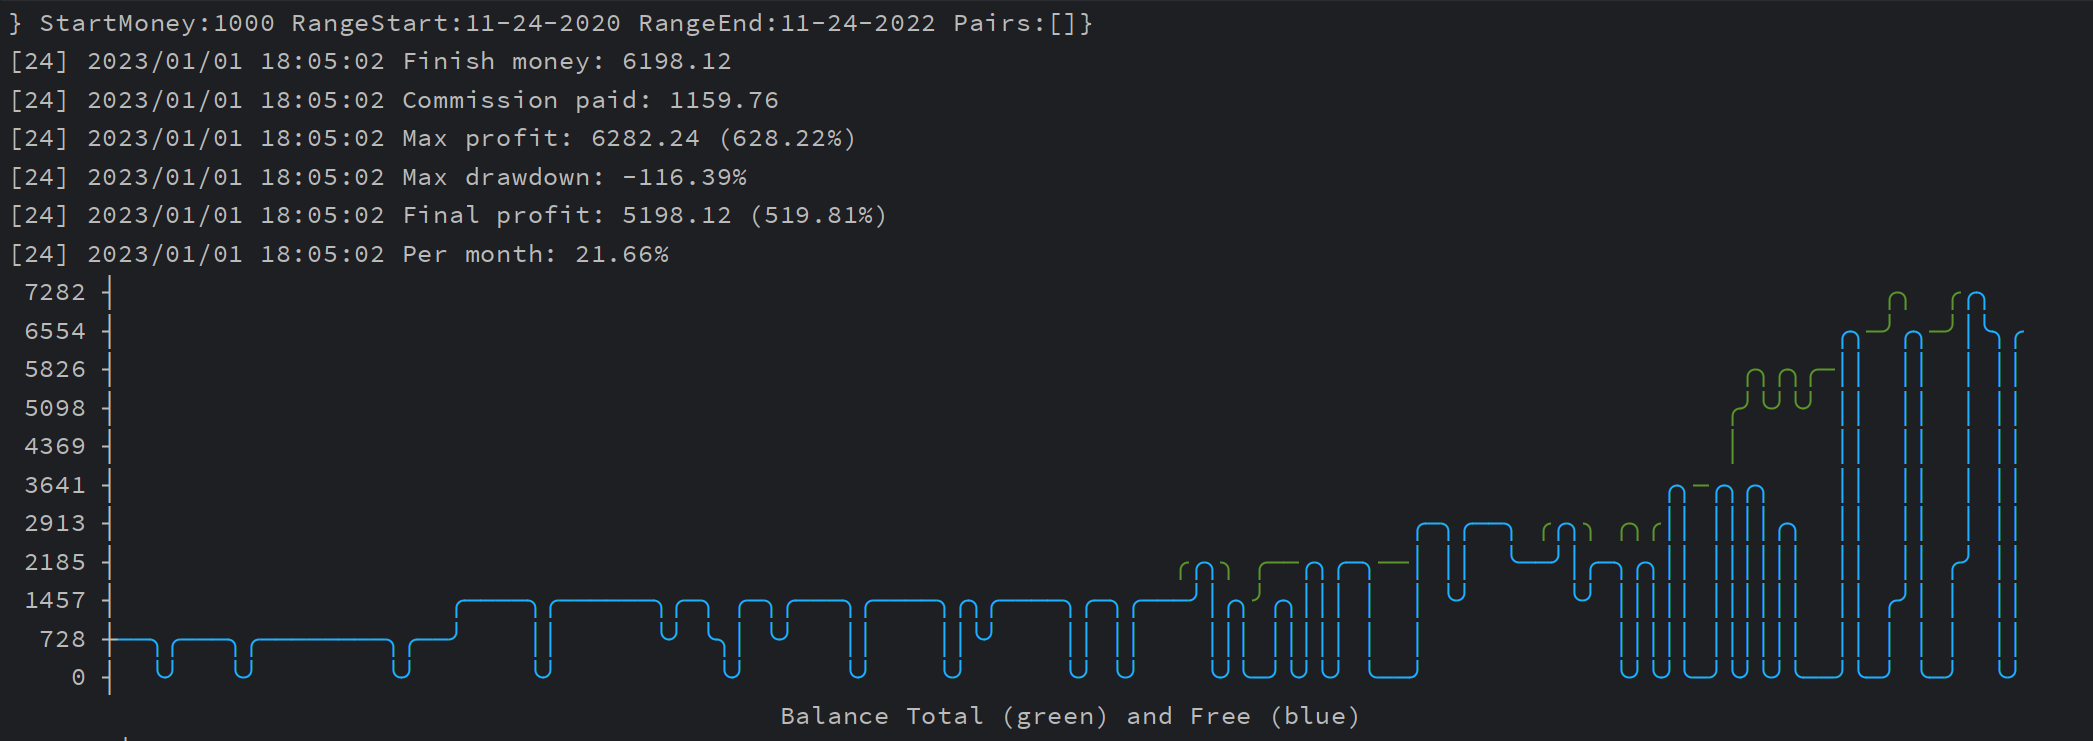 } StartMoney:1000 RangeStart:11-24-2020 RangeEnd:11-24-2022 Pairs:[]}
[24] 2023/01/01 18:05:02 Finish money: 6198.12
[24] 2023/01/01 18:05:02 Commission paid: 1159.76
[24] 2023/01/01 18:05:02 Max profit: 6282.24 (628.22%)
[24] 2023/01/01 18:05:02 Max drawdown: -116.39%
[24] 2023/01/01 18:05:02 Final profit: 5198.12 (519.81%)
[24] 2023/01/01 18:05:02 Per month: 21.66%
7282
6554
5826
5098
4369
3641
2913
2185
1457
728
0
Balance Total (green) and Free (blue)